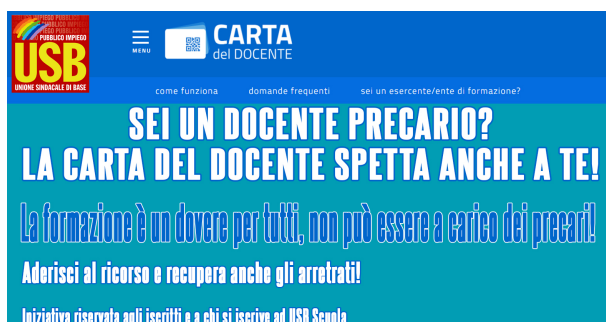 PUBBLICO IMPIEGO
USB
UNIONE SINDACALE DI BASE
MENU
CARTA
del DOCENTE
come funziona domande frequenti sei un esercente/ente di formazione?
SEI UN DOCENTE PRECARIO?
LA CARTA DEL DOCENTE SPETTA ANCHE A TE!
La formazione è un dovere per tutti, non può essere a carico dei precari!
Aderisci al ricorso e recupera anche gli arretrati!
Iniziativa riservata agli iscritti e a chi si iscrive ad USB Scuola